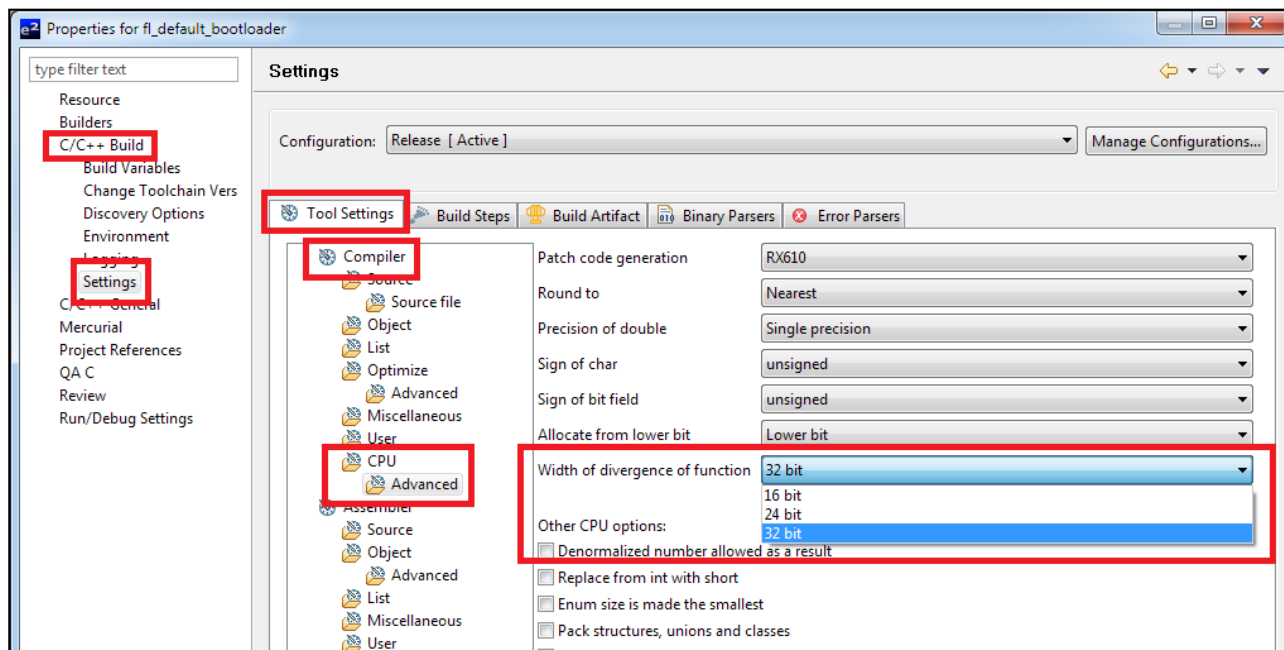 e2 Properties for fl_default_bootloader
type filter text
Resource
Builders
C/C++ Build
Build Variables
Change Toolchain Vers
Discovery Options
Environment
Logging
Settings
C/C++ General
Mercurial
Project References
QA C
Review
Run/Debug Settings
Settings
Configuration: Release [ Active ] Manage Configurations...
Tool Settings Build Steps Build Artifact Binary Parsers Error Parsers
Compiler
Source
Source file
Object
List
Optimize
Advanced
Miscellaneous
User
CPU
Advanced
Assembler
Source
Object
Advanced
List
Miscellaneous
User
Patch code generation RX610
Round to Nearest
Precision of double Single precision
Sign of char unsigned
Sign of bit field unsigned
Allocate from lower bit Lower bit
Width of divergence of function 32 bit
16 bit
24 bit
32 bit
Other CPU options:
Denormalized number allowed as a result
Replace from int with short
Enum size is made the smallest
Pack structures, unions and classes